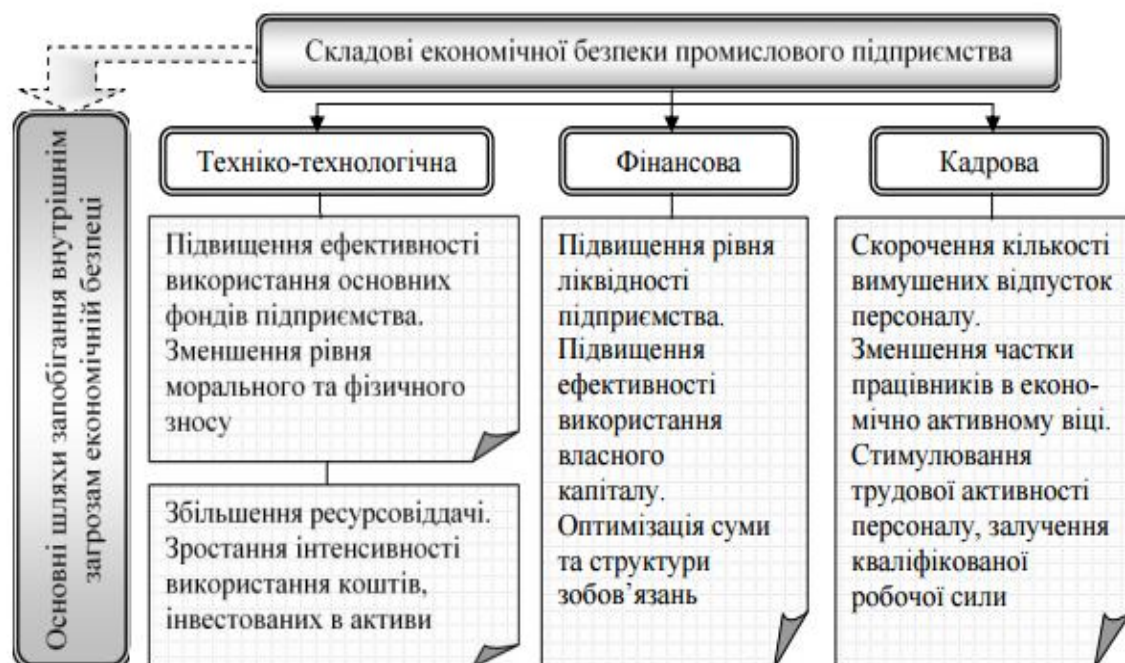 Складові економічної безпеки промислового підприємства
Основні шляхи запобігання внутрішнім
загрозам економічній безпеці
Техніко-технологічна
Підвищення ефективності
використання основних
фондів підприємства.
Зменшення рівня
морального та фізичного
зносу
Збільшення ресурсовіддачі.
Зростання інтенсивності
використання коштів,
інвестованих в активи
Фінансова
Підвищення рівня
ліквідності
підприємства.
Підвищення
ефективності
використання
власного
капіталу.
Оптимізація суми
та структури
зобов’язань
Кадрова
Скорочення кількості
вимушених відпусток
персоналу.
Зменшення частки
працівників в еконо-
мічно активному віці.
Стимулювання
трудової активності
персоналу, залучення
кваліфікованої
робочої сили